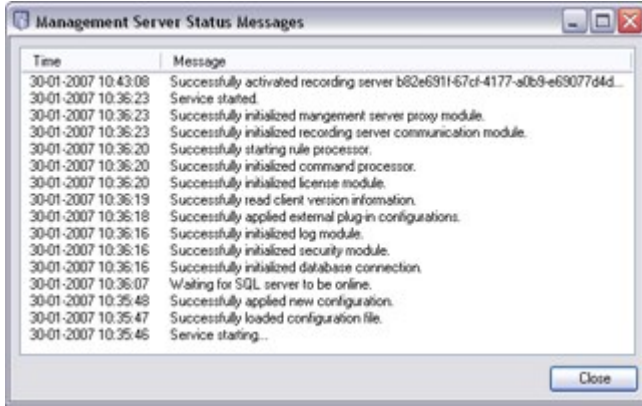 Management Server Status Messages
Time Message
30-01-2007 10:43:08 Successfully activated recording server b82e691f-67cf-4177-a0b9-e69077d4d...
30-01-2007 10:36:23 Service started.
30-01-2007 10:36:23 Successfully initialized mangement server proxy module.
30-01-2007 10:36:23 Successfully initialized recording server communication module.
30-01-2007 10:36:20 Successfully starting rule processor.
30-01-2007 10:36:20 Successfully initialized command processor.
30-01-2007 10:36:20 Successfully initialized license module.
30-01-2007 10:36:19 Successfully read client version information.
30-01-2007 10:36:18 Successfully applied external plug-in configurations.
30-01-2007 10:36:16 Successfully initialized log module.
30-01-2007 10:36:16 Successfully initialized security module.
30-01-2007 10:36:16 Successfully initialized database connection.
30-01-2007 10:36:07 Waiting for SQL server to be online.
30-01-2007 10:35:48 Successfully applied new configuration.
30-01-2007 10:35:47 Successfully loaded configuration file.
30-01-2007 10:35:46 Service starting...
Close